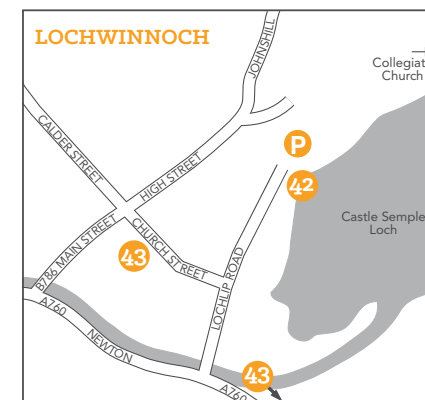 LOCHWINNOCH
JOHNSHILL
Collegiat
Church
CALDER STREET
HIGH STREET
P
42
Castle Semple
Loch
B786 MAIN STREET
CHURCH STREET
43
LOCHLIP ROAD
A760
NEWTON
43
A760